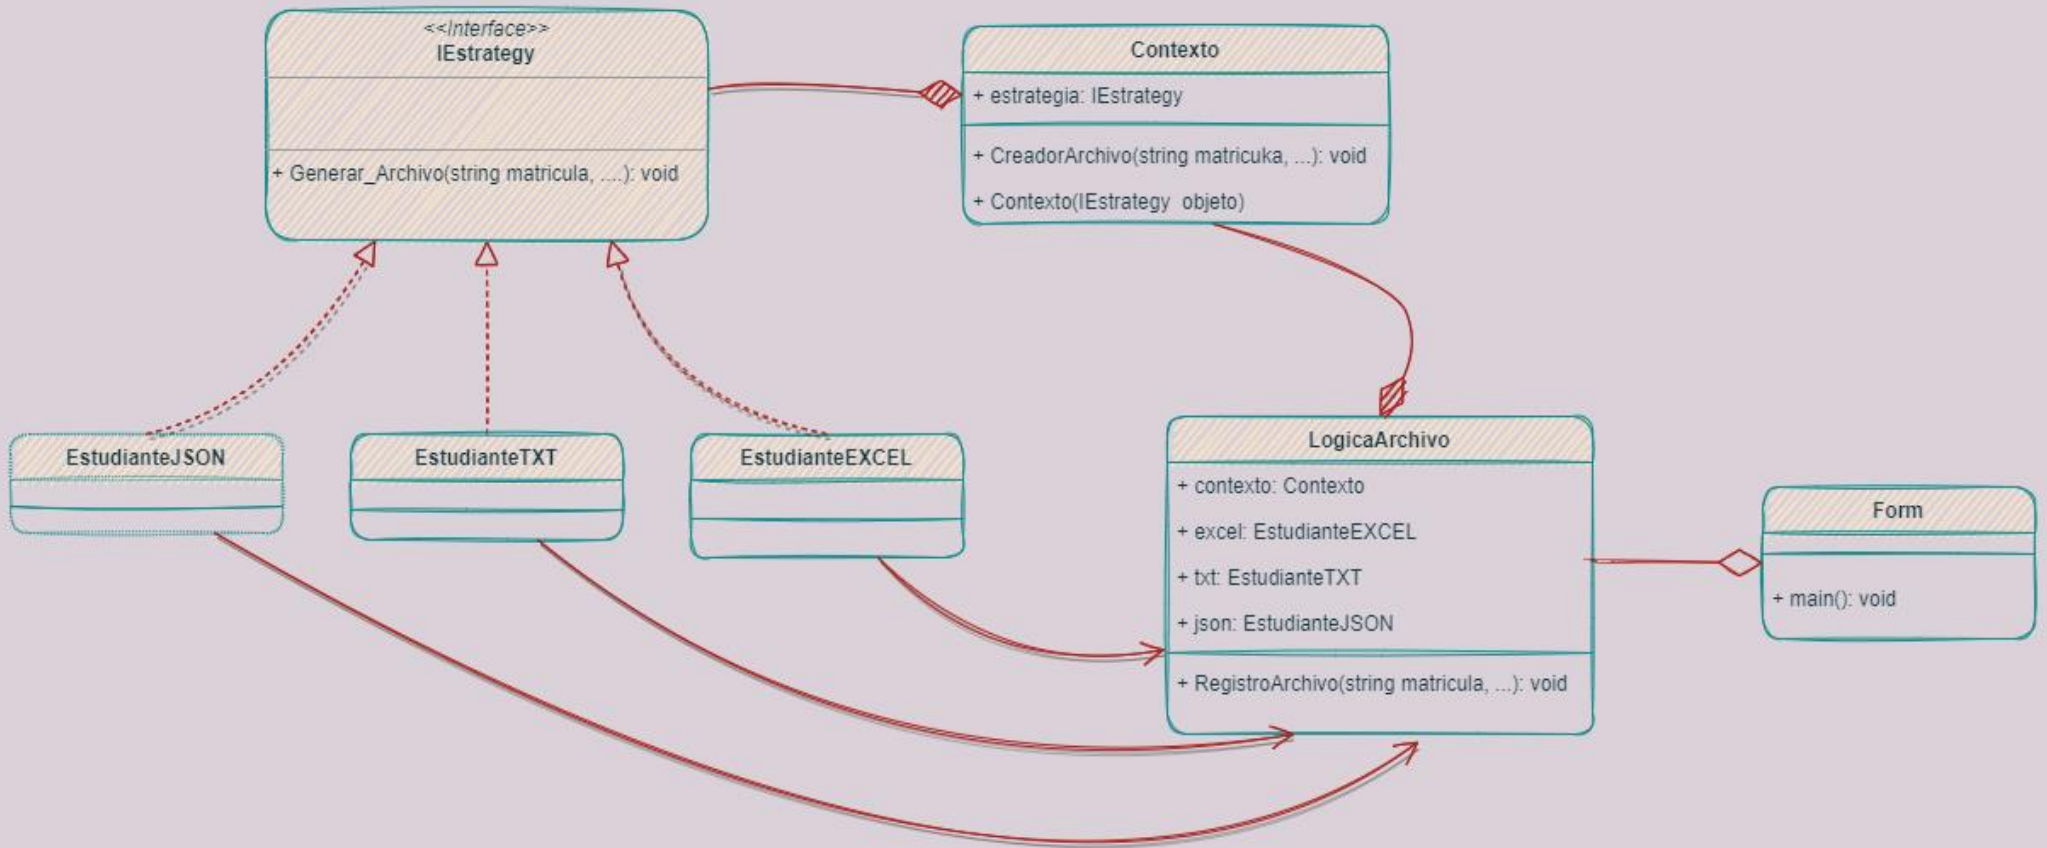 <<Interface>>
IEstrategy
+ Generar_Archivo(string matricula, ....): void
Contexto
+ estrategia: IEstrategy
+ CreadorArchivo(string matricuka, ...): void
+ Contexto(IEstrategy objeto)
EstudianteJSON
EstudianteTXT
EstudianteEXCEL
LogicaArchivo
+ contexto: Contexto
+ excel: EstudianteEXCEL
+ txt: EstudianteTXT
+ json: EstudianteJSON
+ RegistroArchivo(string matricula, ...): void
Form
+ main(): void